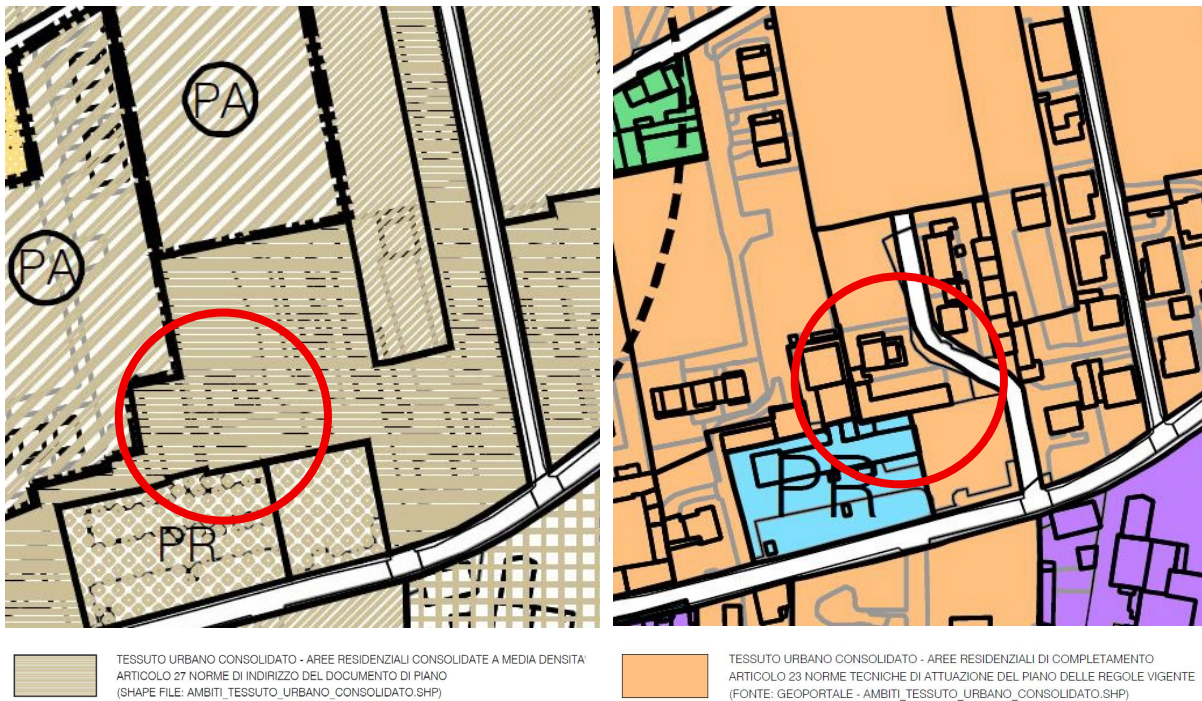 PA
PA
PR
PR
TESSUTO URBANO CONSOLIDATO - AREE RESIDENZIALI CONSOLIDATE A MEDIA DENSITA'
ARTICOLO 27 NORME DI INDIRIZZO DEL DOCUMENTO DI PIANO
(SHAPE FILE: AMBITI_TESSUTO_URBANO_CONSOLIDATO.SHP)
TESSUTO URBANO CONSOLIDATO - AREE RESIDENZIALI DI COMPLETAMENTO
ARTICOLO 23 NORME TECNICHE DI ATTUAZIONE DEL PIANO DELLE REGOLE VIGENTE
(FONTE: GEOPORTALE - AMBITI_TESSUTO_URBANO_CONSOLIDATO.SHP)